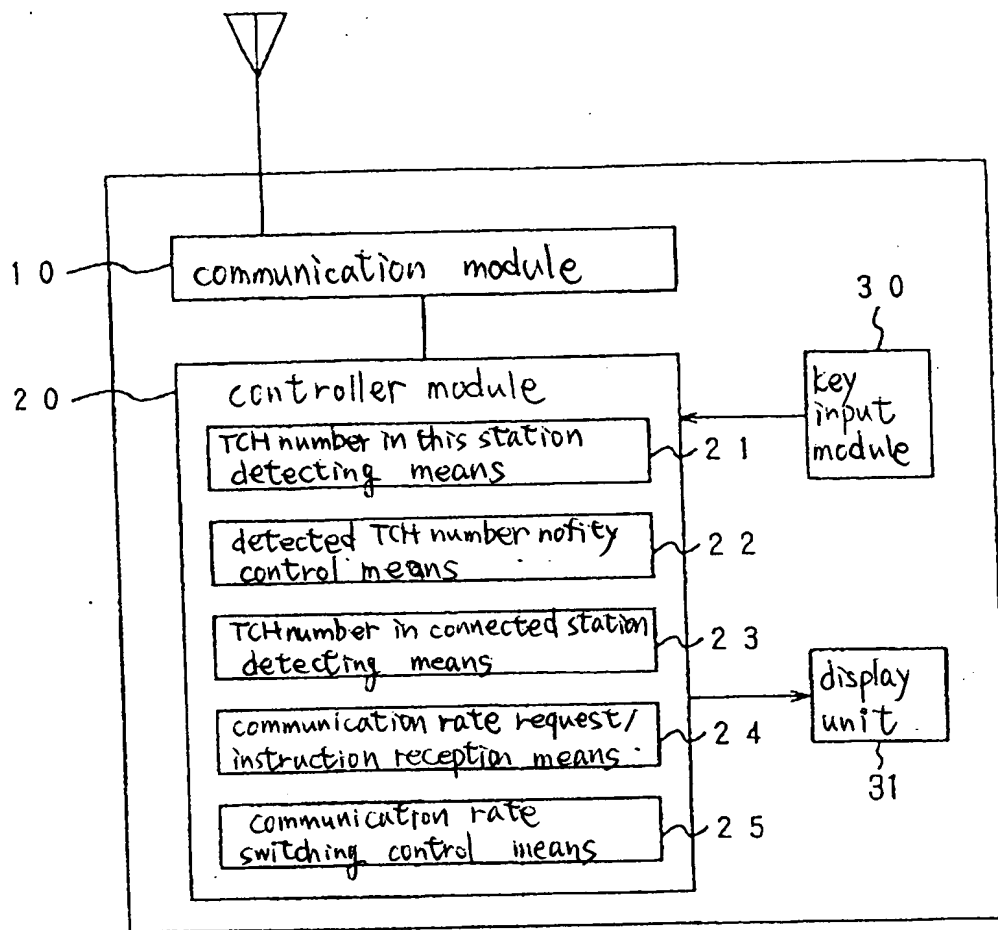 10
communication module
30
20
controller module
key
input
module
TCH number in this station
detecting means
21
detected TCH number nofity
control means
22
TCH number in connected station
detecting means
23
display
unit
communication rate request/
instruction reception means
24
31
communication rate
switching control means
25